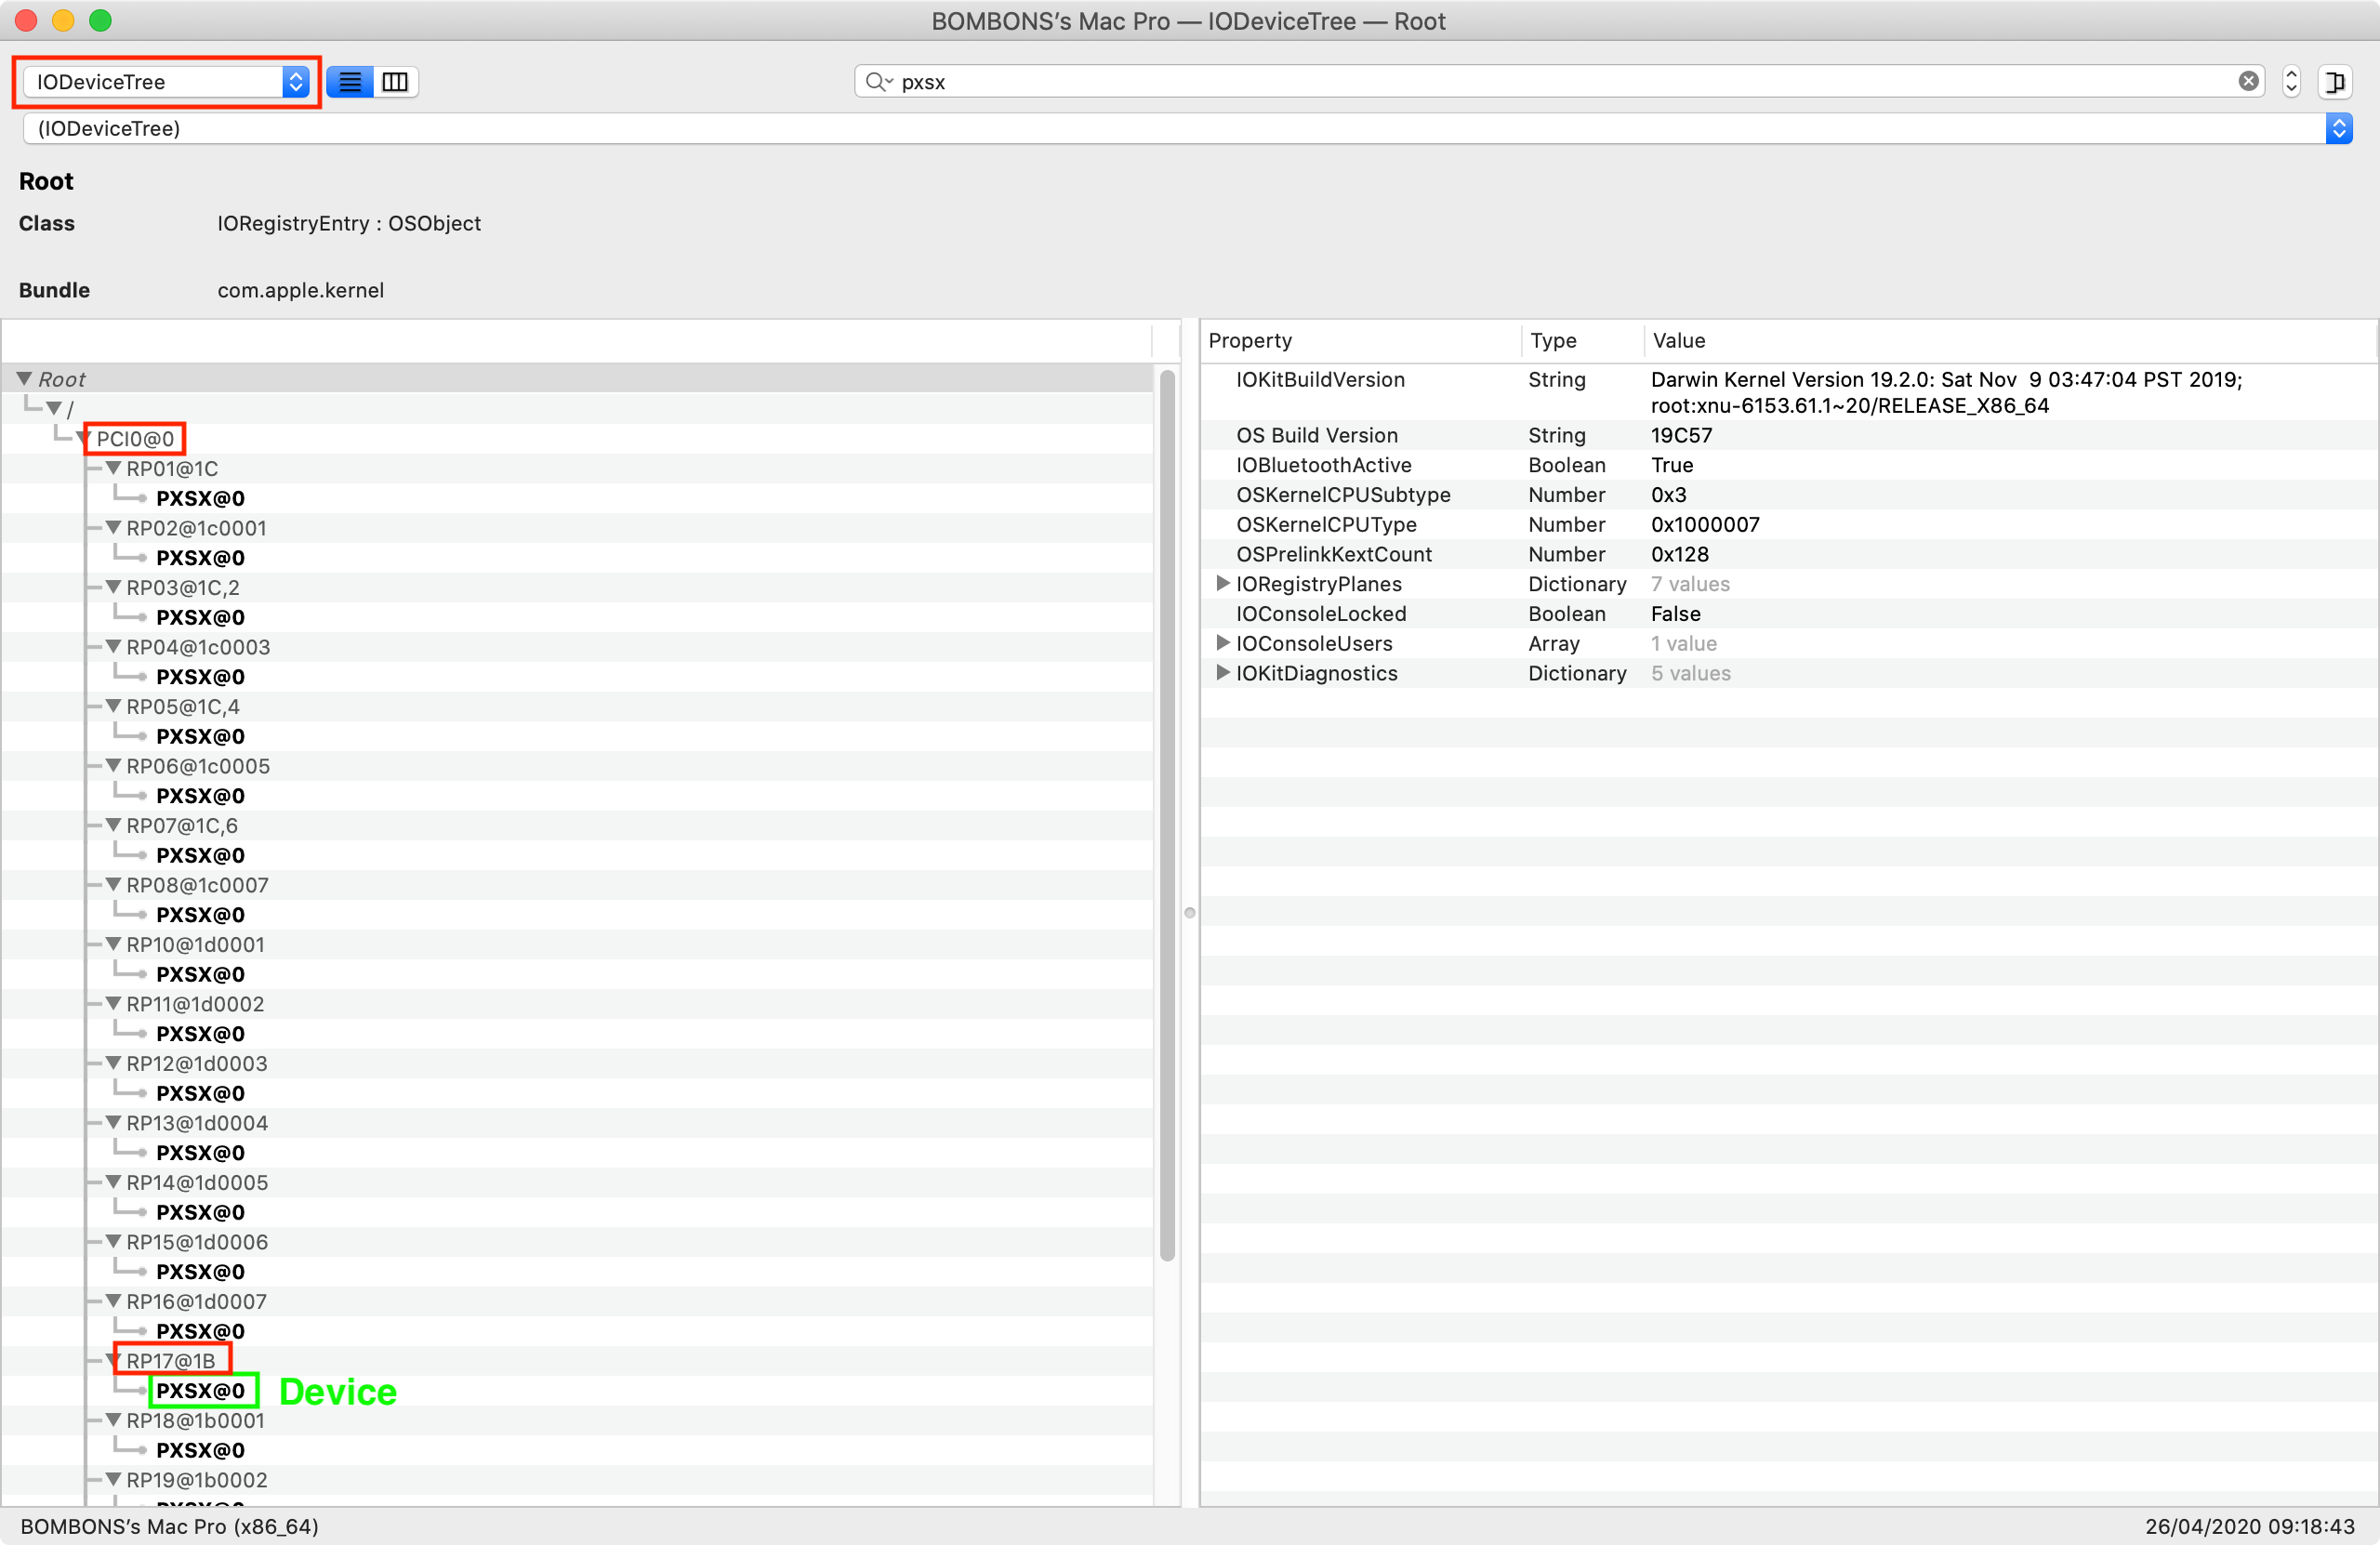 BOMBONS’s Mac Pro — IODeviceTree — Root
IODeviceTree
pxsx
(IODeviceTree)
Root
Class IORegistryEntry : OSObject
Bundle com.apple.kernel
Root
/
PCI0@0
RP01@1C
PXSX@0
RP02@1c0001
PXSX@0
RP03@1C,2
PXSX@0
RP04@1c0003
PXSX@0
RP05@1C,4
PXSX@0
RP06@1c0005
PXSX@0
RP07@1C,6
PXSX@0
RP08@1c0007
PXSX@0
RP10@1d0001
PXSX@0
RP11@1d0002
PXSX@0
RP12@1d0003
PXSX@0
RP13@1d0004
PXSX@0
RP14@1d0005
PXSX@0
RP15@1d0006
PXSX@0
RP16@1d0007
PXSX@0
RP17@1B
PXSX@0 Device
RP18@1b0001
PXSX@0
RP19@1b0002
PXSX@0
Property Type Value
IOKitBuildVersion String Darwin Kernel Version 19.2.0: Sat Nov  9 03:47:04 PST 2019;
root:xnu-6153.61.1~20/RELEASE_X86_64
OS Build Version String 19C57
IOBluetoothActive Boolean True
OSKernelCPUSubtype Number 0x3
OSKernelCPUType Number 0x1000007
OSPrelinkKextCount Number 0x128
IORegistryPlanes Dictionary 7 values
IOConsoleLocked Boolean False
IOConsoleUsers Array 1 value
IOKitDiagnostics Dictionary 5 values
BOMBONS’s Mac Pro (x86_64)
26/04/2020 09:18:43